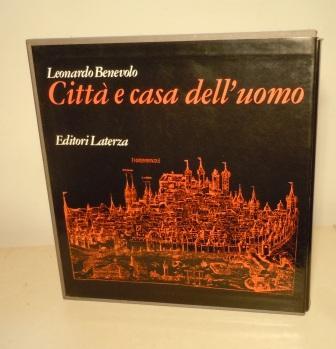 Leonardo Benevolo
Città e casa dell'uomo
Editori Laterza